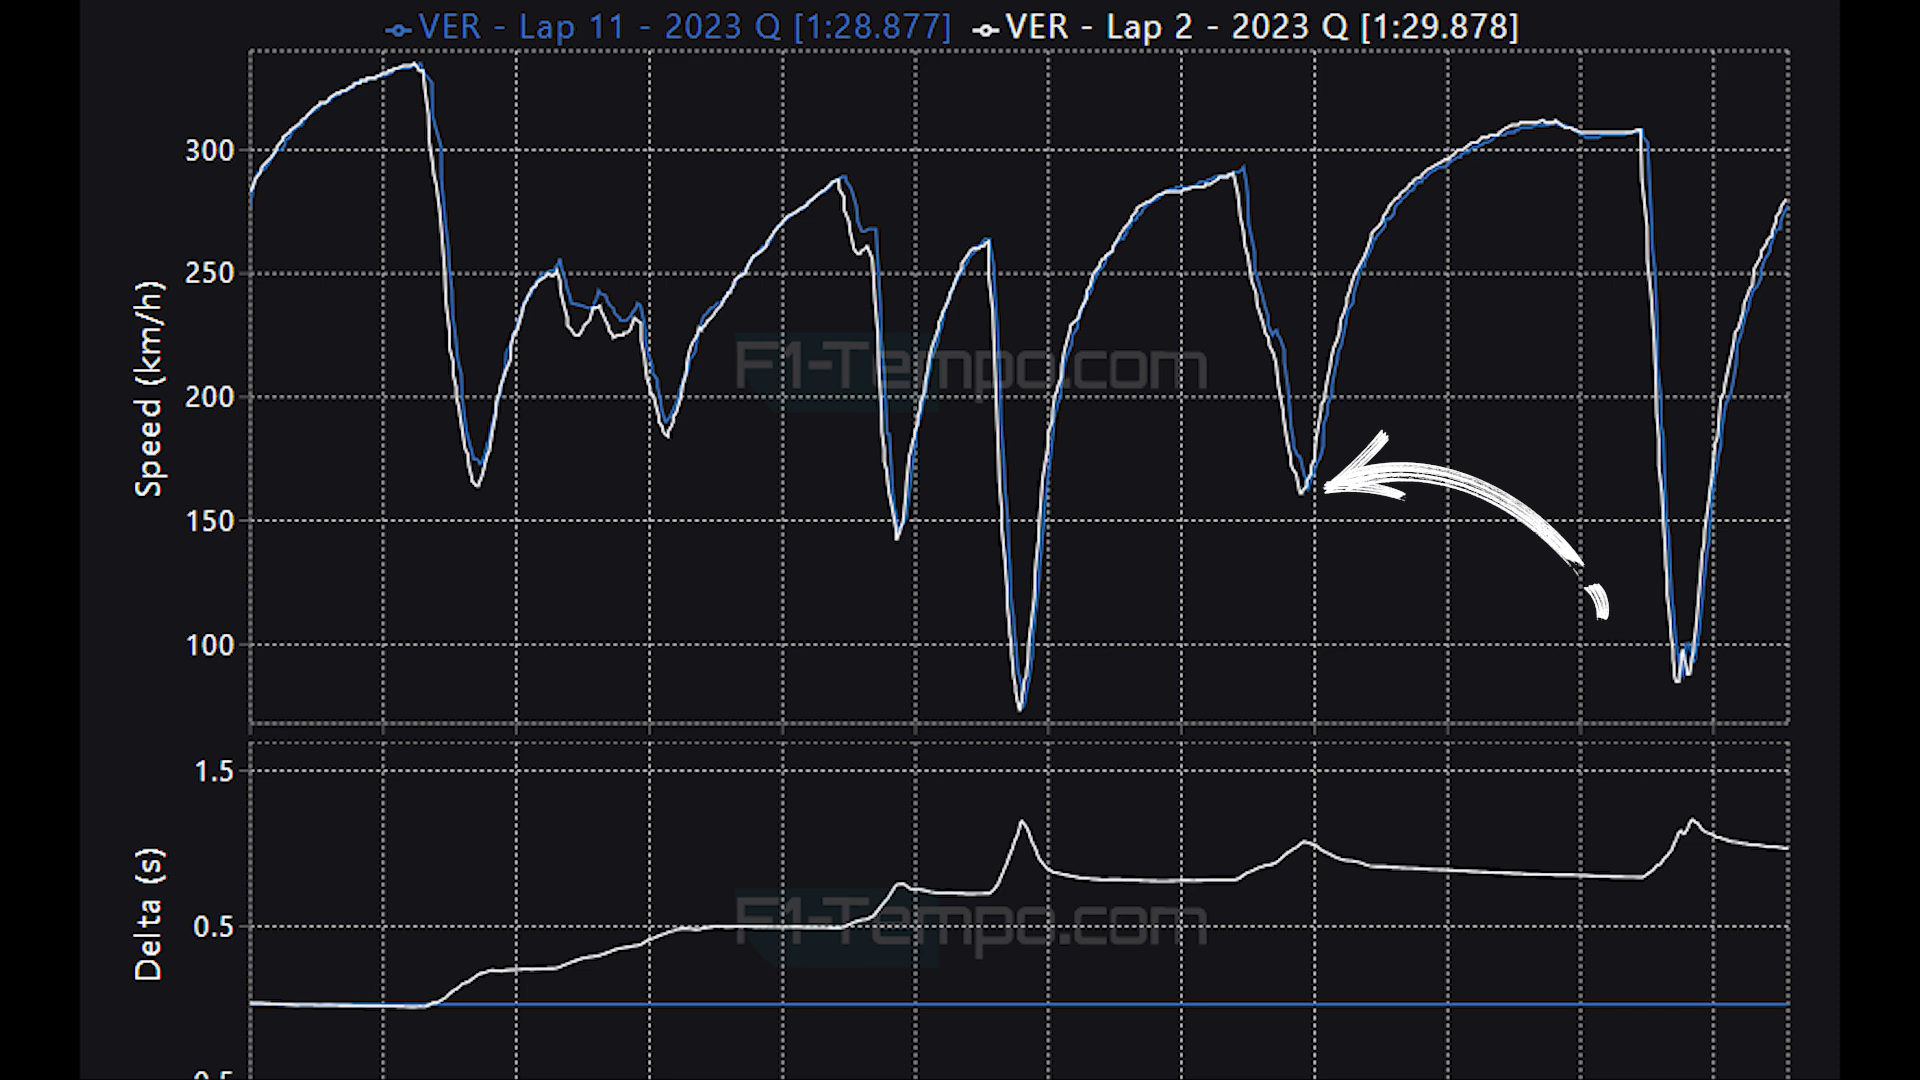 VER - Lap 11 - 2023 Q [1:28.877] VER - Lap 2 - 2023 Q [1:29.878]
300
250
200
150
100
Speed (km/h)
F1-Tempo.com
1.5
0.5
Delta (s)
F1-Tempo.com